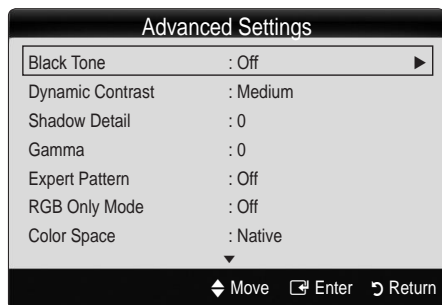 Advanced Settings
Black Tone : Off
Dynamic Contrast : Medium
Shadow Detail : 0
Gamma : 0
Expert Pattern : Off
RGB Only Mode : Off
Color Space : Native
Move Enter Return